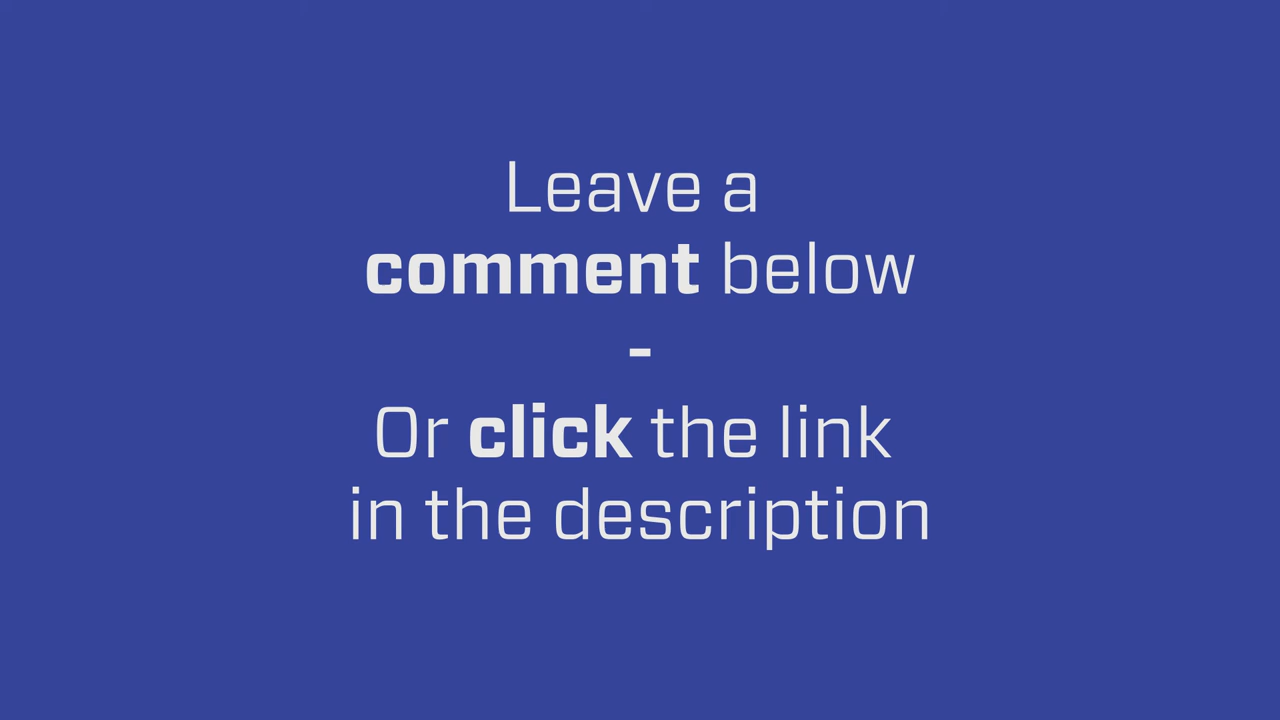 Leave a
comment below
-
Or click the link
in the description